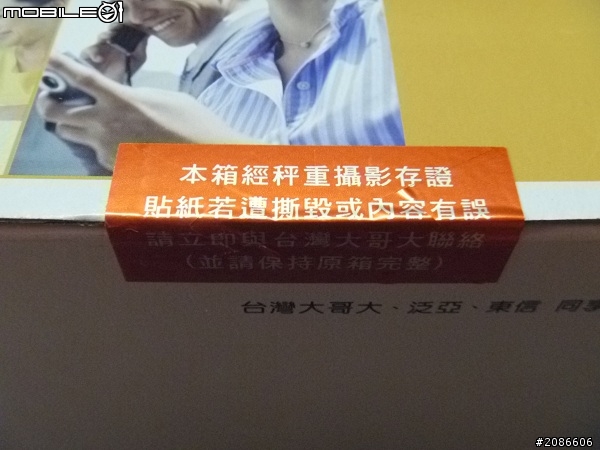 MOBILE01
本箱經秤重攝影存證
貼紙若遭撕毀或內容有誤
請立即與台灣大哥大聯絡
(並請保持原箱完整)
台灣大哥大、泛亞、東信 同享
#2086606